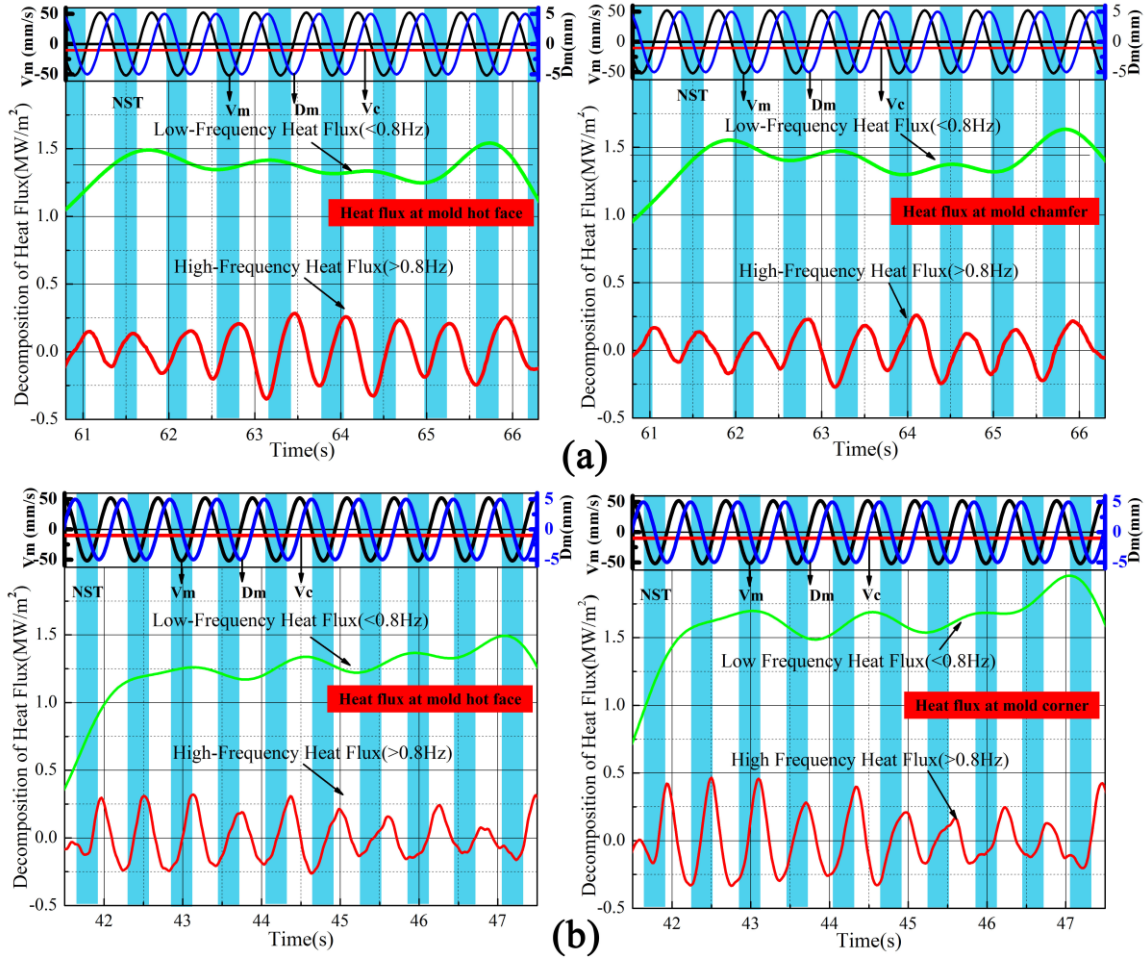 Vm (mm/s)
50
0
-50
5
0
-5
Dm(mm)
NST
Vm
Dm
Vc
Low-Frequency Heat Flux(<0.8Hz)
Heat flux at mold hot face
High-Frequency Heat Flux(>0.8Hz)
Decomposition of Heat Flux(MW/m²)
1.5
1.0
0.5
0.0
-0.5
61 62 63 64 65 66
Time(s)
Vm (mm/s)
50
0
-50
5
0
-5
Dm(mm)
NST
Vm
Dm
Vc
Low-Frequency Heat Flux(<0.8Hz)
Heat flux at mold chamfer
High-Frequency Heat Flux(>0.8Hz)
Decomposition of Heat Flux(MW/m²)
1.5
1.0
0.5
0.0
-0.5
61 62 63 64 65 66
Time(s)
(a)
Vm (mm/s)
50
0
-50
5
0
-5
Dm(mm)
NST
Vm
Dm
Vc
Low-Frequency Heat Flux(<0.8Hz)
Heat flux at mold hot face
High-Frequency Heat Flux(>0.8Hz)
Decomposition of Heat Flux(MW/m²)
1.5
1.0
0.5
0.0
-0.5
42 43 44 45 46 47
Time(s)
Vm (mm/s)
50
0
-50
5
0
-5
Dm(mm)
NST
Vm
Dm
Vc
Low Frequency Heat Flux(<0.8Hz)
Heat flux at mold corner
High Frequency Heat Flux(>0.8Hz)
Decomposition of Heat Flux(MW/m²)
1.5
1.0
0.5
0.0
-0.5
42 43 44 45 46 47
Time(s)
(b)